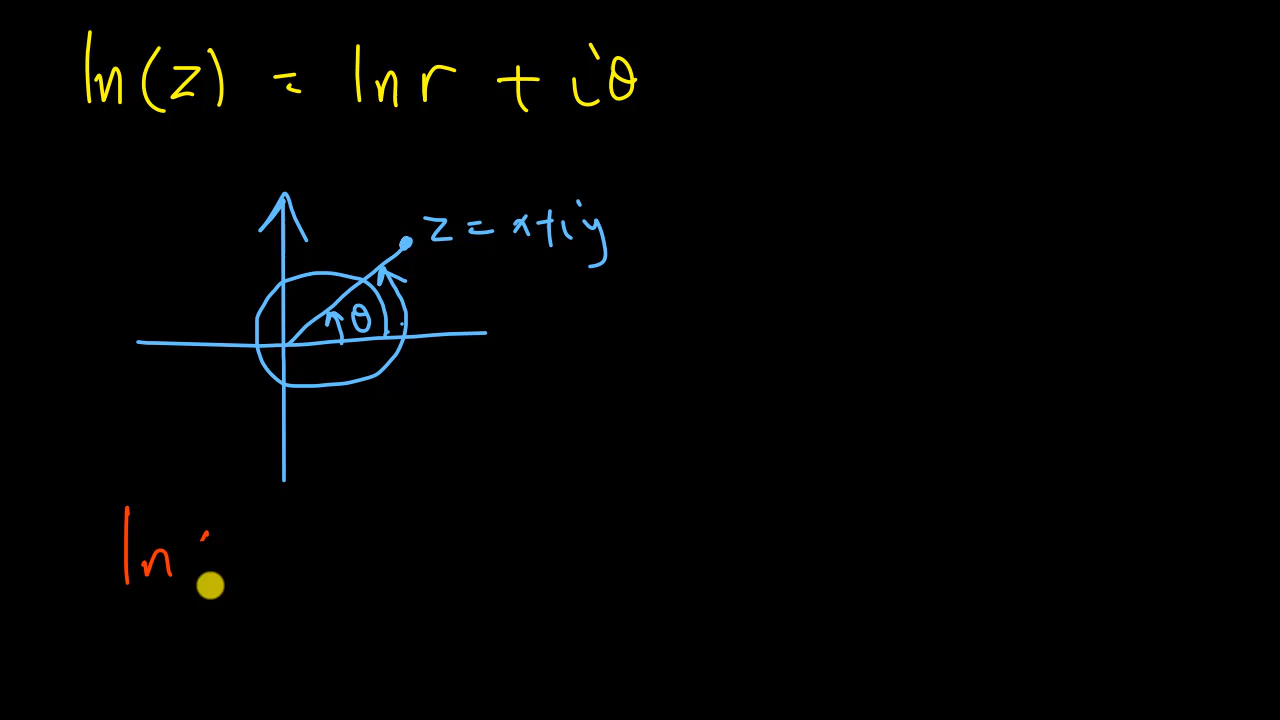 ln(z) = ln r + iθ
z = x+iy
θ
ln